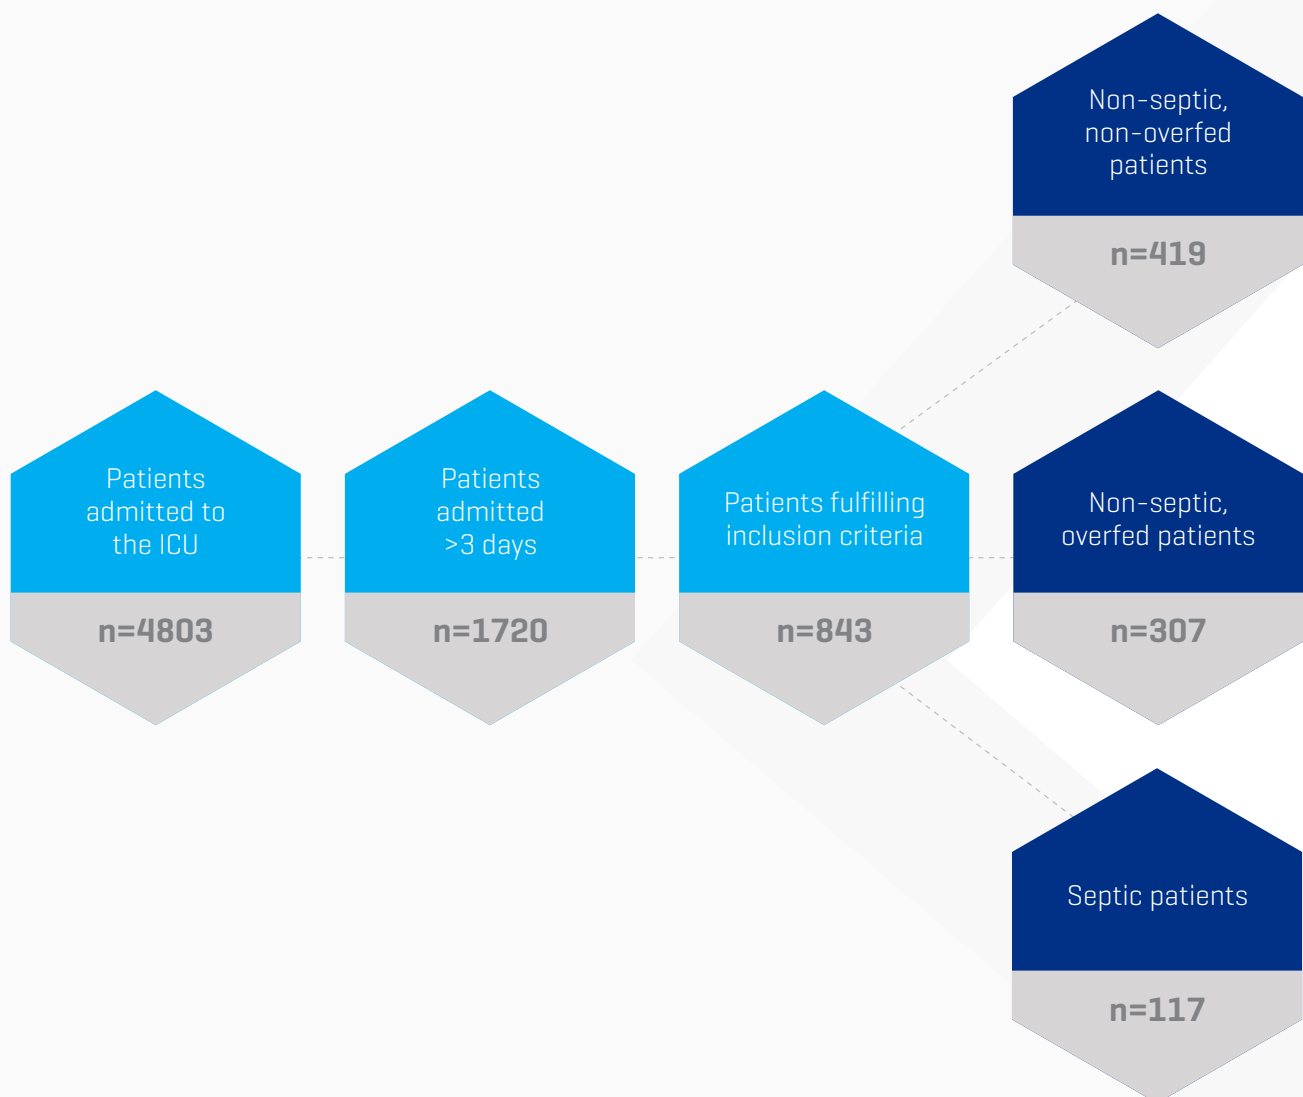 Patients
admitted to
the ICU
n=4803
Patients
admitted
>3 days
n=1720
Patients fulfilling
inclusion criteria
n=843
Non-septic,
non-overfed
patients
n=419
Non-septic,
overfed patients
n=307
Septic patients
n=117